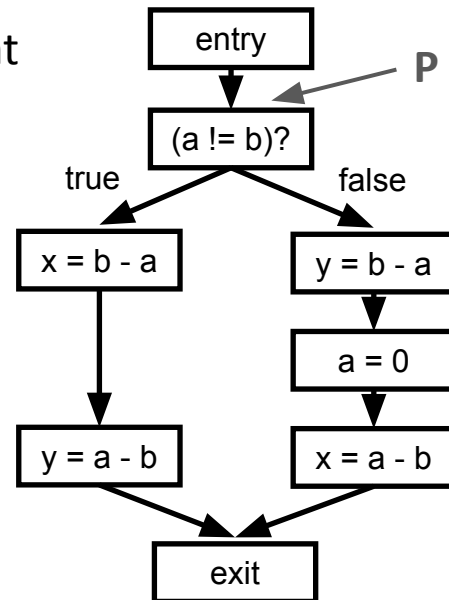 entry
P
(a != b)?
true
false
x = b - a
y = b - a
a = 0
y = a - b
x = a - b
exit